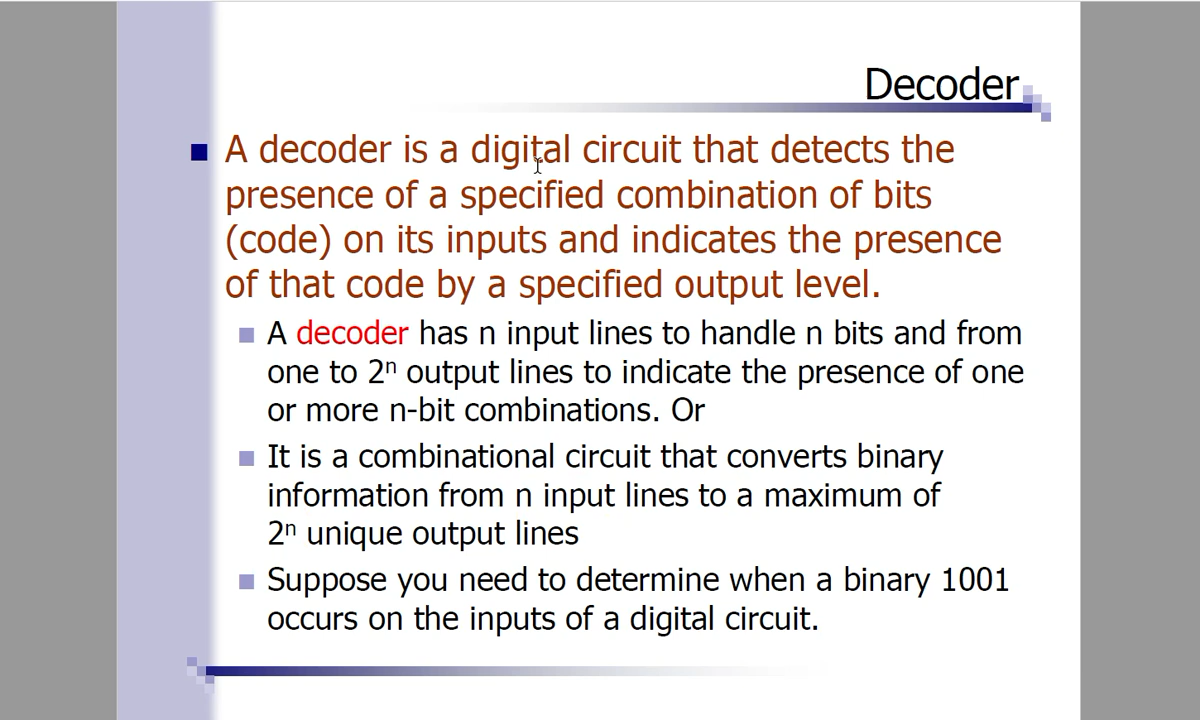 Decoder
A decoder is a digital circuit that detects the
presence of a specified combination of bits
(code) on its inputs and indicates the presence
of that code by a specified output level.
A decoder has n input lines to handle n bits and from
one to 2ⁿ output lines to indicate the presence of one
or more n-bit combinations. Or
It is a combinational circuit that converts binary
information from n input lines to a maximum of
2ⁿ unique output lines
Suppose you need to determine when a binary 1001
occurs on the inputs of a digital circuit.